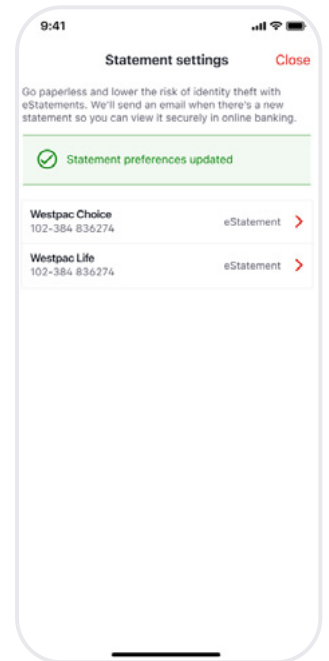 9:41
Statement settings
Close
Go paperless and lower the risk of identity theft with
eStatements. We'll send an email when there's a new
statement so you can view it securely in online banking.
Statement preferences updated
Westpac Choice
102-384 836274
eStatement
Westpac Life
102-384 836274
eStatement